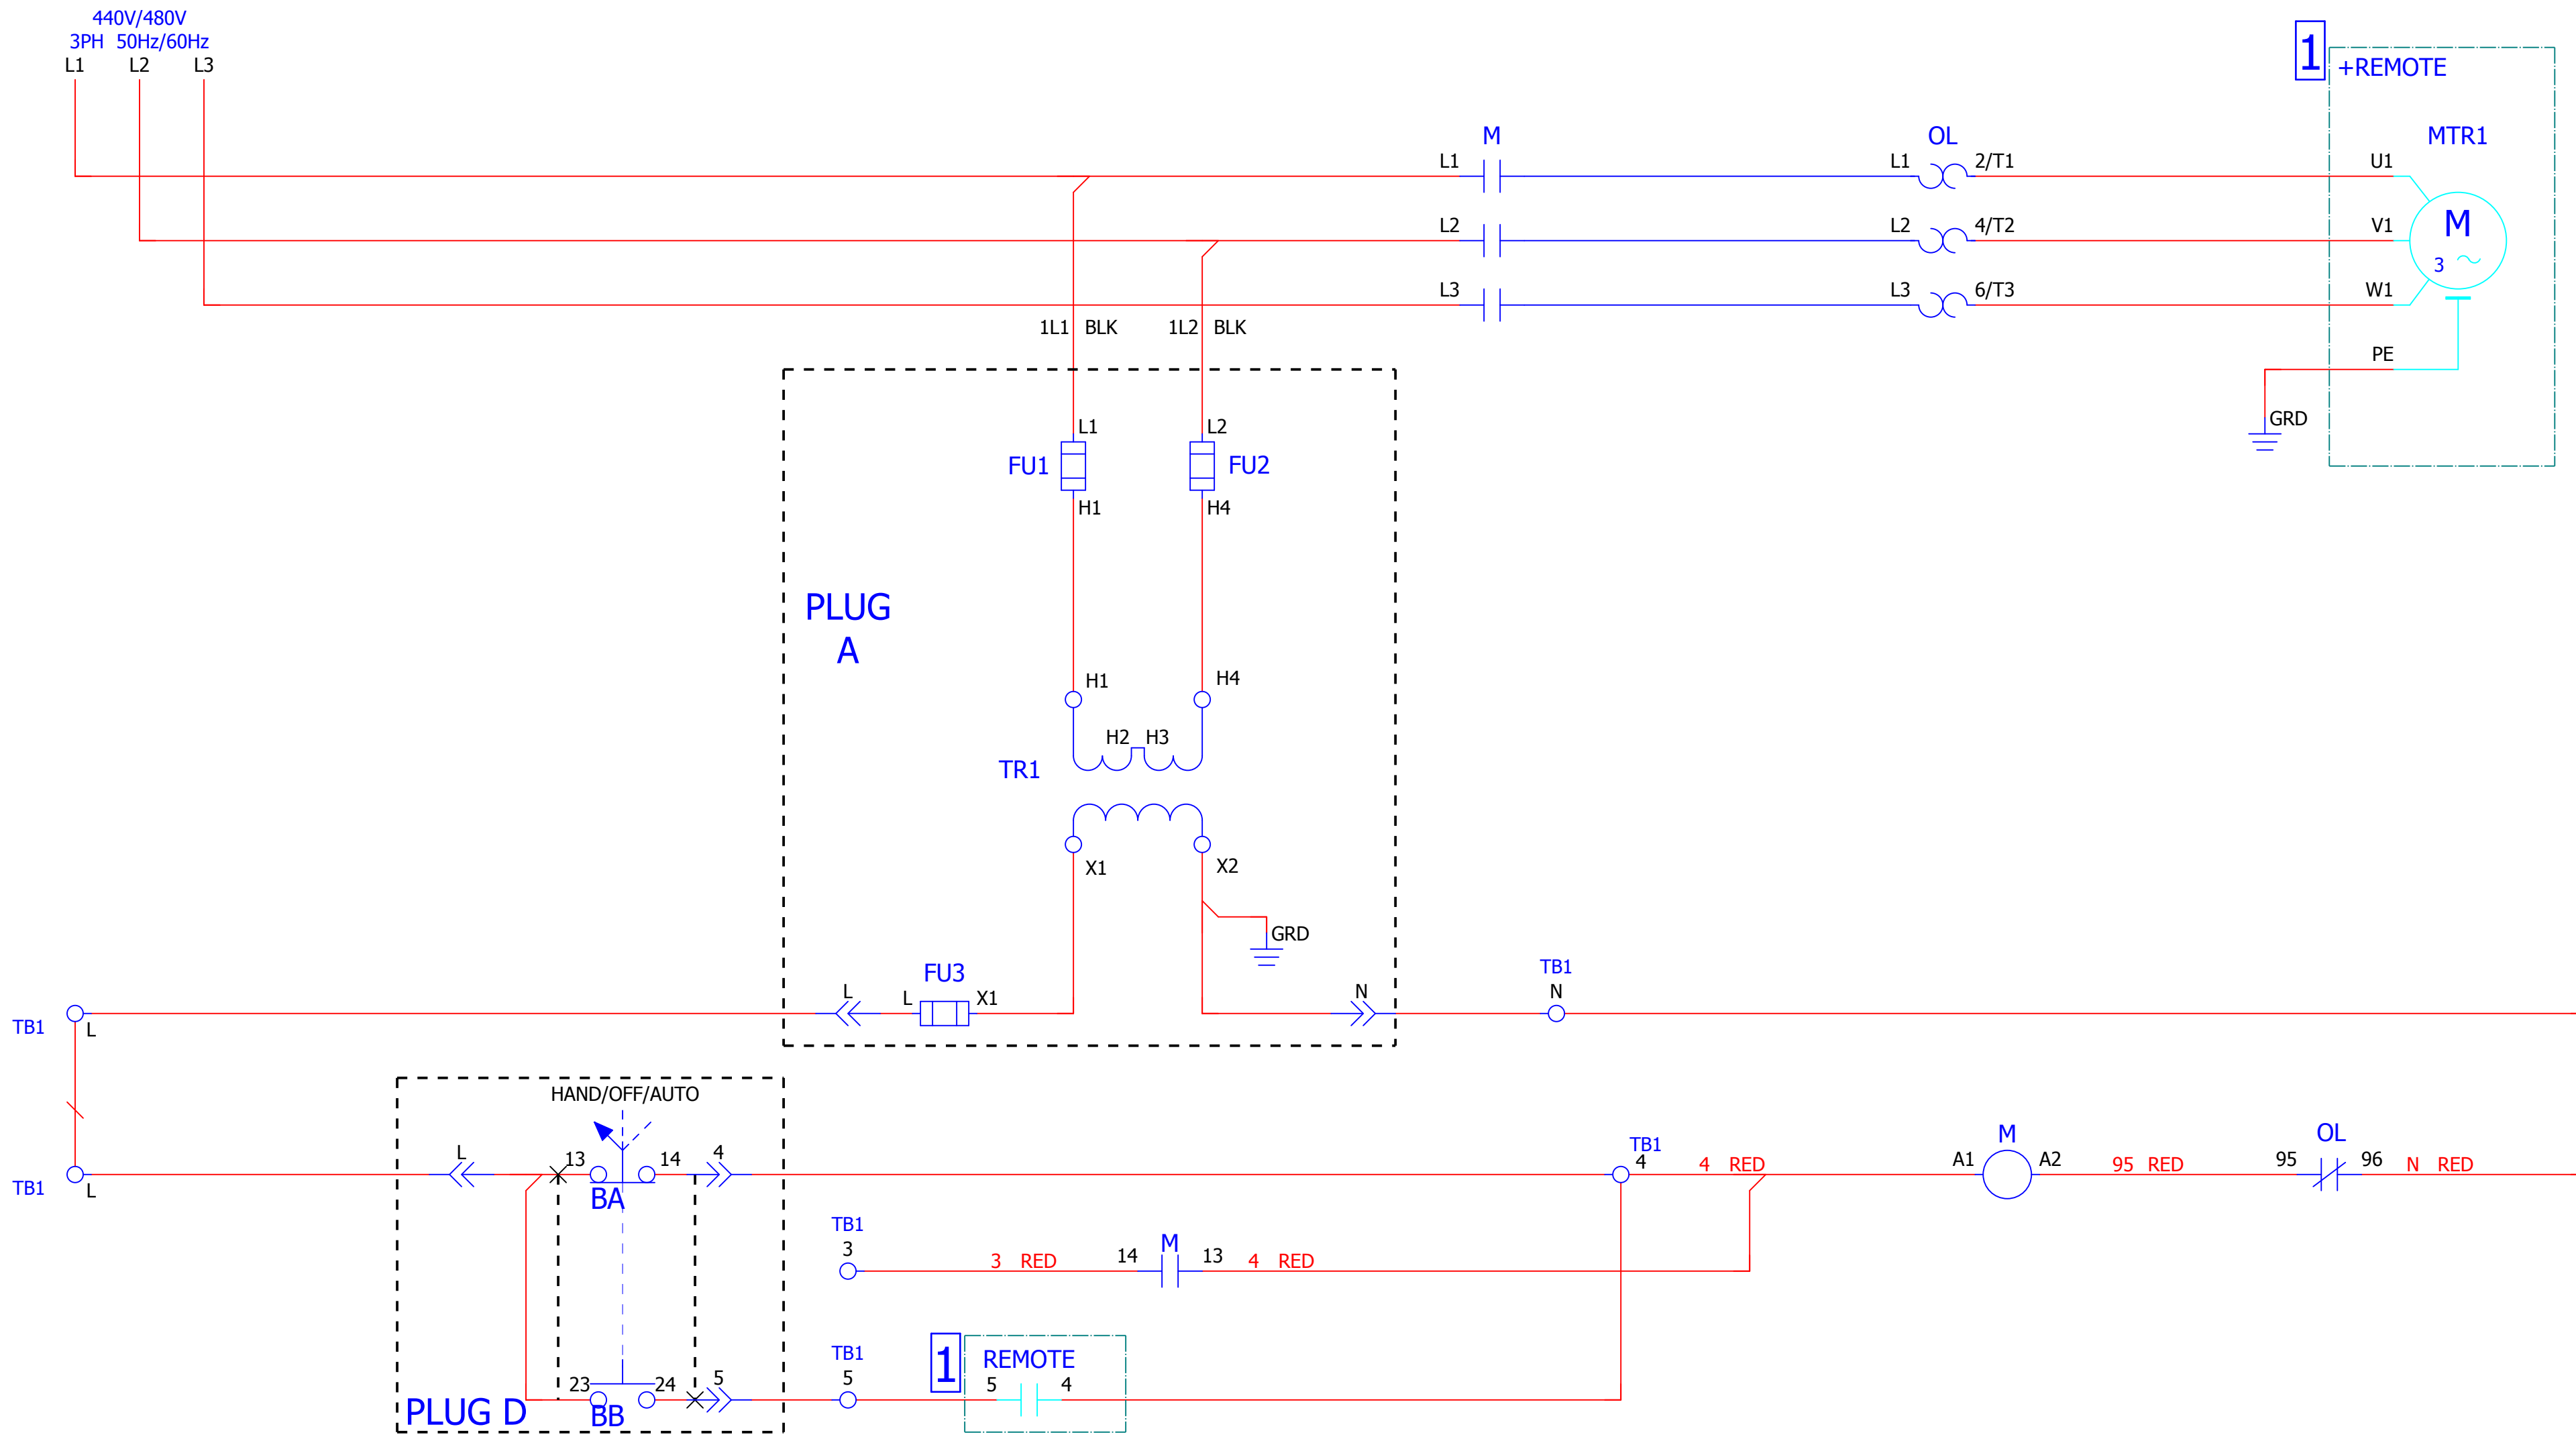 440V/480V
3PH 50Hz/60Hz
L1 L2 L3
1
+REMOTE
M OL MTR1
L1 L1 2/T1 U1
L2 L2 4/T2 V1
M
3
L3 L3 6/T3 W1
1L1 BLK 1L2 BLK
PE
GRD
L1 L2
FU1 FU2
H1 H4
PLUG
A
H1 H4
H2 H3
TR1
X1 X2
GRD
FU3
TB1
L L X1 N N
TB1 L
HAND/OFF/AUTO
L 13 14 4
TB1
4 4 RED
M
A1 A2
95 RED
OL
95 96
N RED
TB1 L
BA
TB1
3
3 RED 14 M 13 4 RED
TB1
5
1
REMOTE
5 4
23 24 5
BB
PLUG D